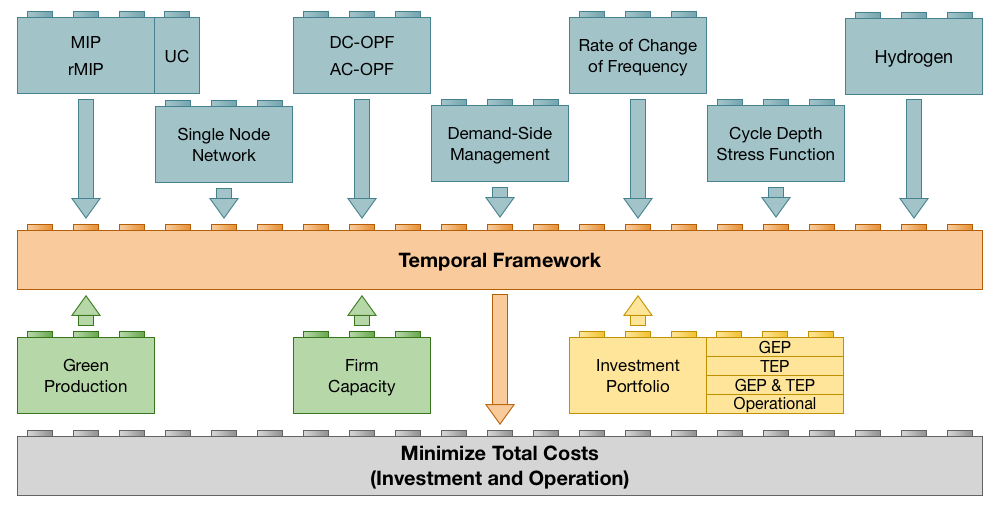 MIP
rMIP
UC
DC-OPF
AC-OPF
Rate of Change
of Frequency
Hydrogen
Single Node
Network
Demand-Side
Management
Cycle Depth
Stress Function
Temporal Framework
Green
Production
Firm
Capacity
Investment
Portfolio
GEP
TEP
GEP & TEP
Operational
Minimize Total Costs
(Investment and Operation)